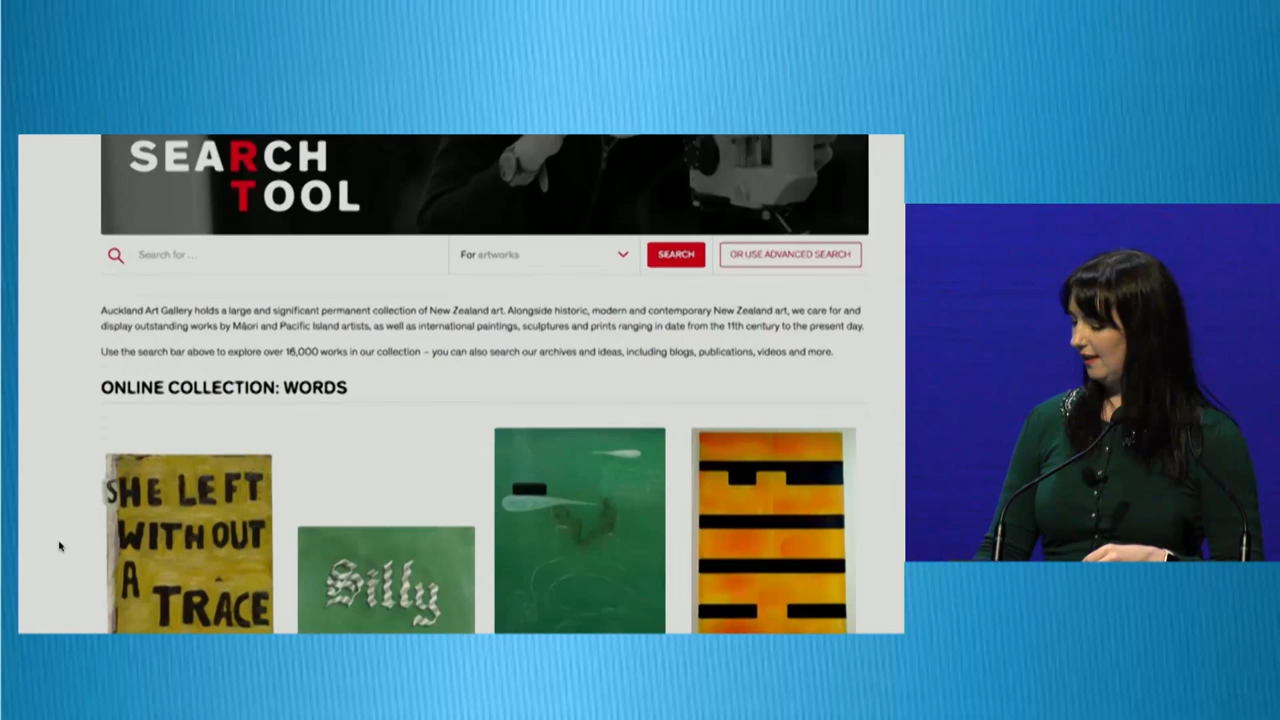 SEARCH
TOOL
Search for ...
For artworks
SEARCH
OR USE ADVANCED SEARCH
Auckland Art Gallery holds a large and significant permanent collection of New Zealand art. Alongside historic, modern and contemporary New Zealand art, we care for and
display outstanding works by Māori and Pacific Island artists, as well as international paintings, sculptures and prints ranging in date from the 11th century to the present day.
Use the search bar above to explore over 16,000 works in our collection – you can also search our archives and ideas, including blogs, publications, videos and more.
ONLINE COLLECTION: WORDS
SHE LEFT
WITHOUT
A
TRACE
Silly